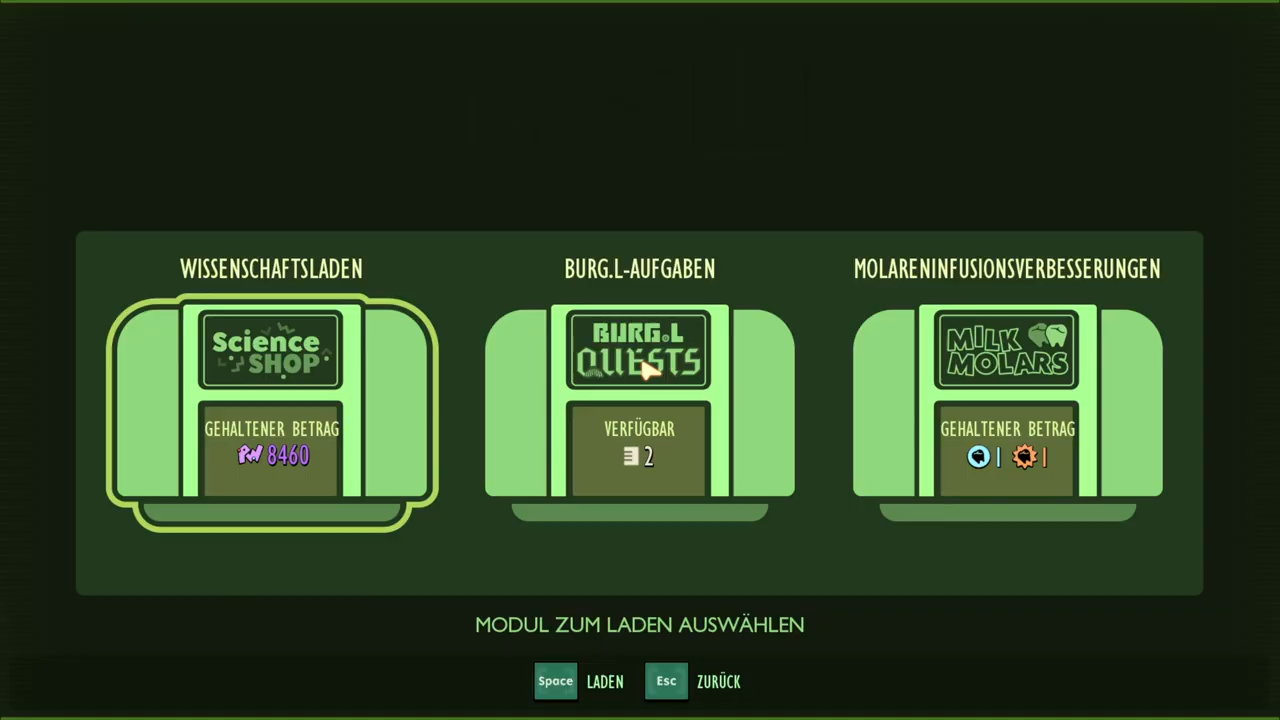 WISSENSCHAFTSLADEN
BURG.L-AUFGABEN
MOLARENINFUSIONSVERBESSERUNGEN
Science
SHOP
BURG.L
QUESTS
MILK
MOLARS
GEHALTENER BETRAG
8460
VERFÜGBAR
2
GEHALTENER BETRAG
1 1
MODUL ZUM LADEN AUSWÄHLEN
Space LADEN Esc ZURÜCK